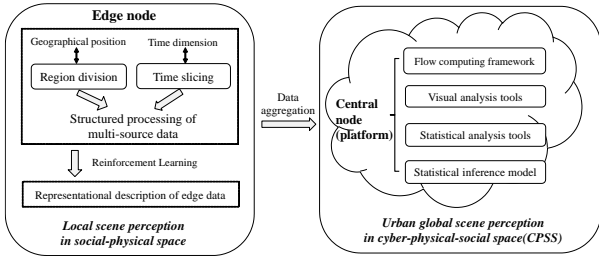 Edge node
Geographical position
Time dimension
Region division
Time slicing
Structured processing of
multi-source data
Reinforcement Learning
Representational description of edge data
Local scene perception
in social-physical space
Data
aggregation
Central
node
(platform)
Flow computing framework
Visual analysis tools
Statistical analysis tools
Statistical inference model
Urban global scene perception
in cyber-physical-social space(CPSS)